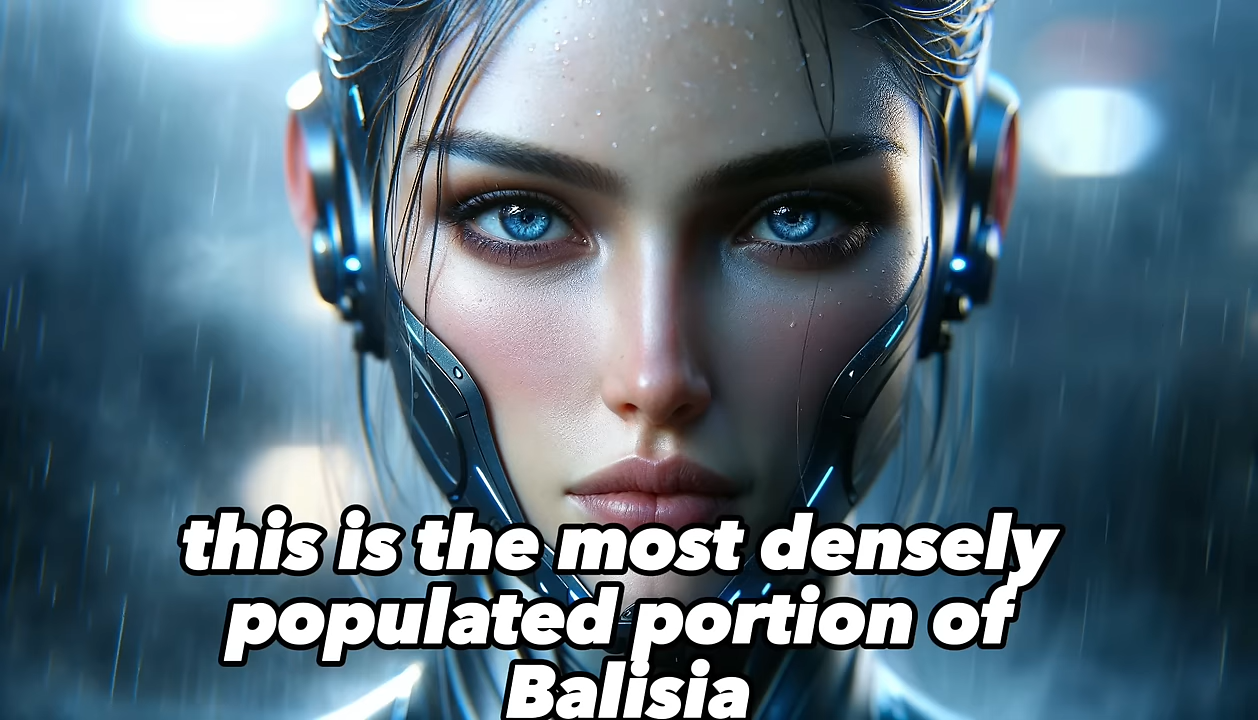 this is the most densely
populated portion of
Balisia